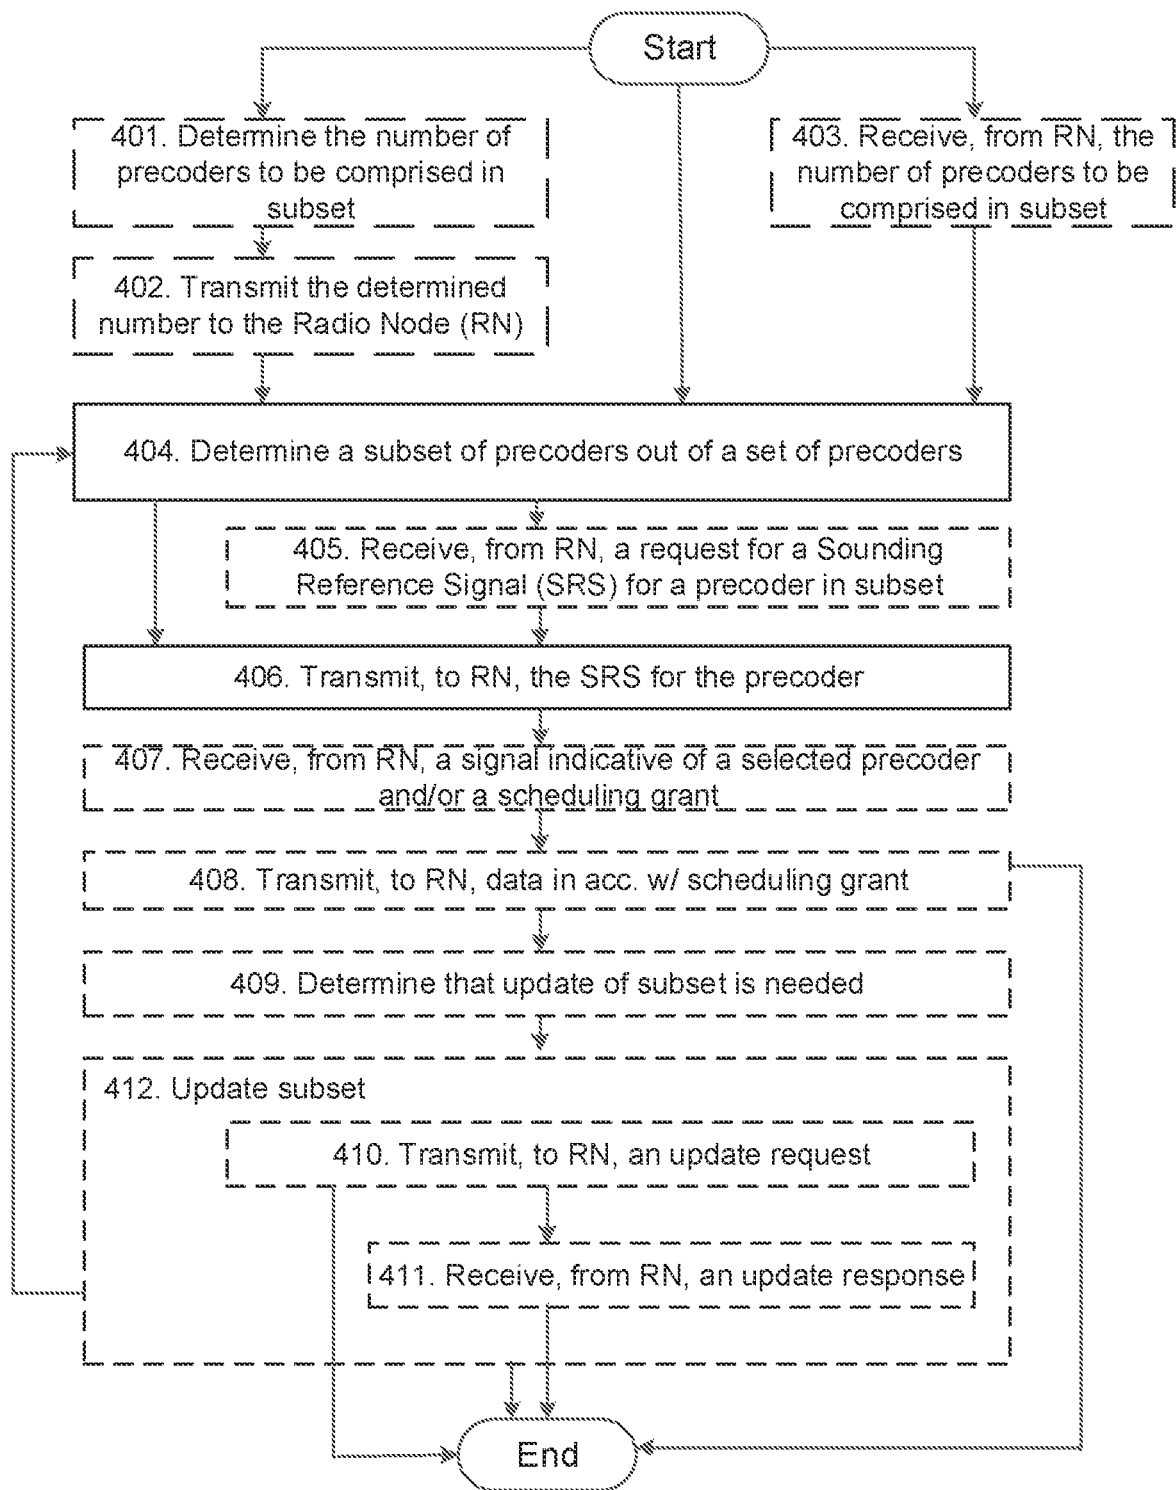 Start
401. Determine the number of
precoders to be comprised in
subset
403. Receive, from RN, the
number of precoders to be
comprised in subset
402. Transmit the determined
number to the Radio Node (RN)
404. Determine a subset of precoders out of a set of precoders
405. Receive, from RN, a request for a Sounding
Reference Signal (SRS) for a precoder in subset
406. Transmit, to RN, the SRS for the precoder
407. Receive, from RN, a signal indicative of a selected precoder
and/or a scheduling grant
408. Transmit, to RN, data in acc. w/ scheduling grant
409. Determine that update of subset is needed
412. Update subset
410. Transmit, to RN, an update request
411. Receive, from RN, an update response
End